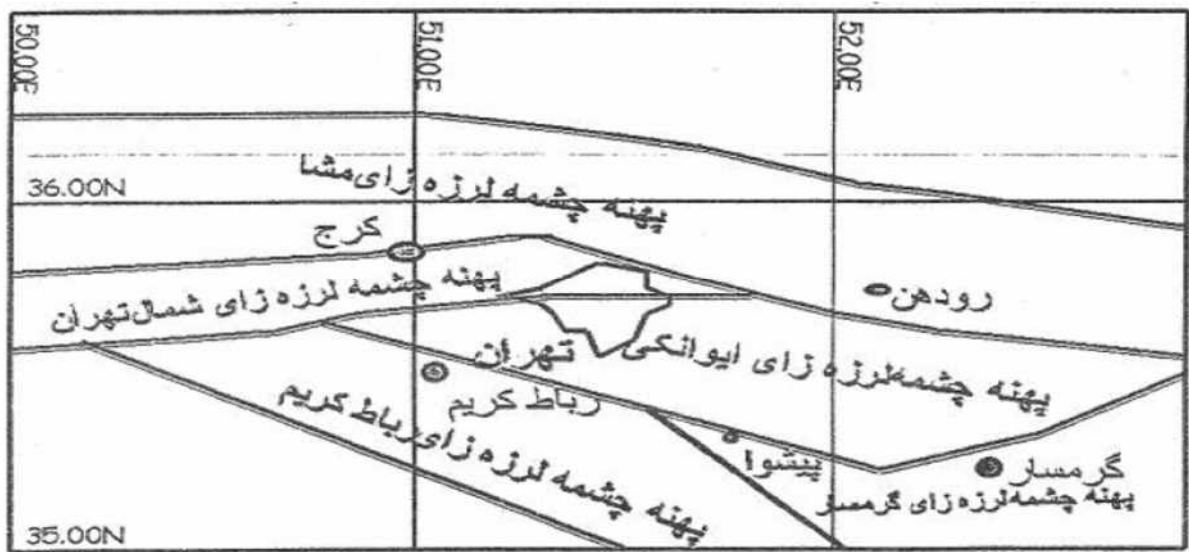 50,00E
51,00E
52,00E
پهنه چشمه لرزه زای مشا
36.00N
کرج
رودهن
پهنه چشمه لرزه زای شمال تهران
تهران
پهنه چشمه لرزه زای ایوانکی
رباط کریم
پهنه چشمه لرزه زای رباط کریم
پیشوا
گرمسار
پهنه چشمه لرزه زای گرمسار
35.00N